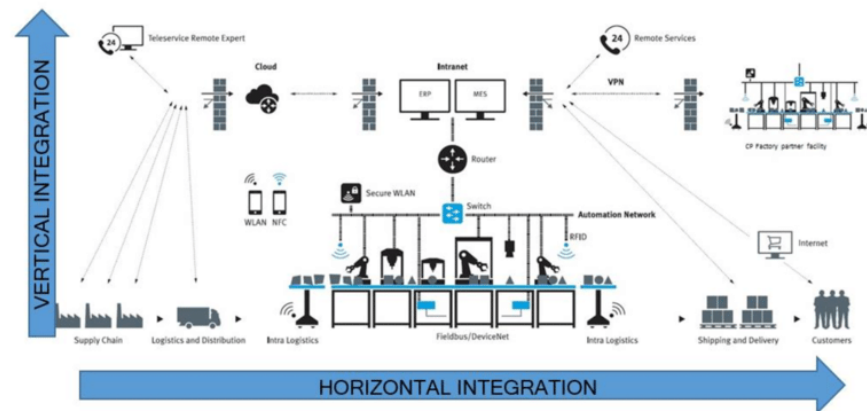 VERTICAL INTEGRATION
24
Teleservice Remote Expert
Cloud
Intranet
ERP
MES
24
Remote Services
VPN
CP Factory partner facility
Router
WLAN
NFC
Secure WLAN
Switch
Automation Network
RFID
Internet
Supply Chain
Logistics and Distribution
Intra Logistics
Fieldbus/DeviceNet
Intra Logistics
Shipping and Delivery
Customers
HORIZONTAL INTEGRATION